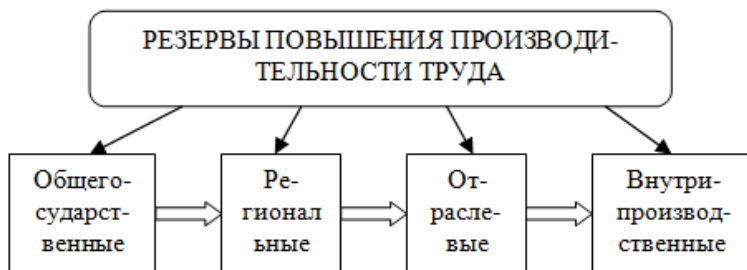 РЕЗЕРВЫ ПОВЫШЕНИЯ ПРОИЗВОДИ-
ТЕЛЬНОСТИ ТРУДА
Общего-
сударст-
венные
Ре-
гионал
ьные
От-
расле-
вые
Внутри-
производ-
ственные